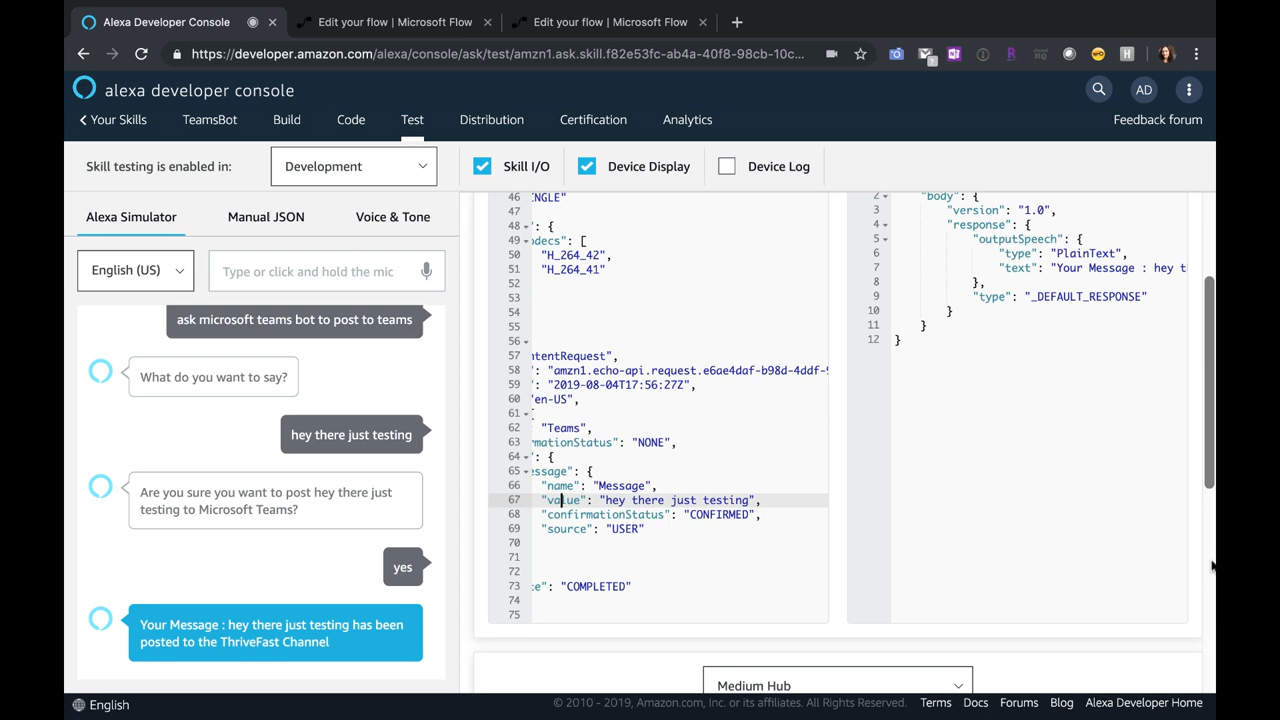 Alexa Developer Console
Edit your flow | Microsoft Flow
Edit your flow | Microsoft Flow
https://developer.amazon.com/alexa/console/ask/test/amzn1.ask.skill.f82e53fc-ab4a-40f8-98cb-10c...
alexa developer console
AD
Your Skills
TeamsBot
Build
Code
Test
Distribution
Certification
Analytics
Feedback forum
Skill testing is enabled in:
Development
Skill I/O
Device Display
Device Log
Alexa Simulator
Manual JSON
Voice & Tone
English (US)
Type or click and hold the mic
ask microsoft teams bot to post to teams
What do you want to say?
hey there just testing
Are you sure you want to post hey there just
testing to Microsoft Teams?
yes
Your Message : hey there just testing has been
posted to the ThriveFast Channel
46 INGLE"
47
48 ": {
49 odecs": [
50 "H_264_42",
51 "H_264_41"
52
53
54
55
56
57 ntentRequest",
58 ": "amzn1.echo-api.request.e6ae4daf-b98d-4ddf-9
59 ": "2019-08-04T17:56:27Z",
60 "en-US",
61 {
62 "Teams",
63 rmationStatus": "NONE",
64 ": {
65 essage": {
66 "name": "Message",
67 "value": "hey there just testing",
68 "confirmationStatus": "CONFIRMED",
69 "source": "USER"
70
71
72
73 te": "COMPLETED"
74
75
2 "body": {
3 "version": "1.0",
4 "response": {
5 "outputSpeech": {
6 "type": "PlainText",
7 "text": "Your Message : hey t
8 },
9 "type": "_DEFAULT_RESPONSE"
10 }
11 }
12 }
Medium Hub
English
© 2010 - 2019, Amazon.com, Inc. or its affiliates. All Rights Reserved.
Terms
Docs
Forums
Blog
Alexa Developer Home